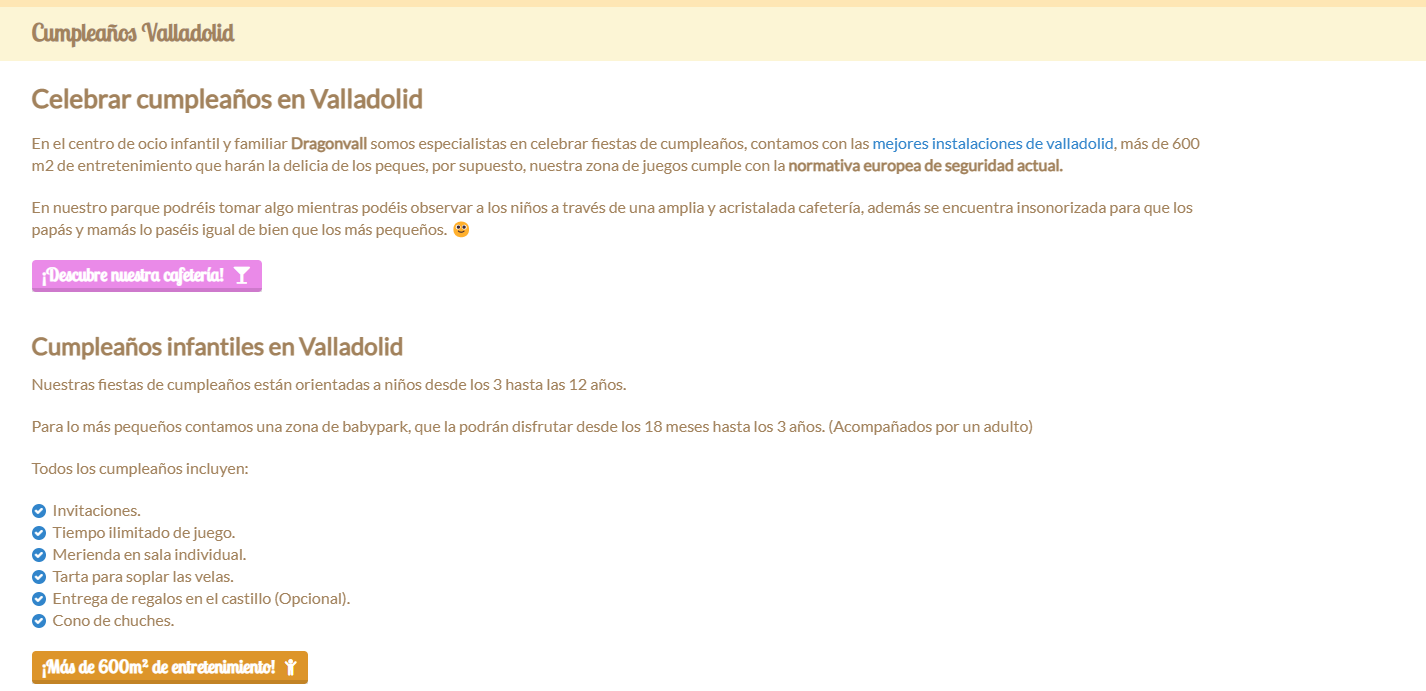 Cumpleaños Valladolid
Celebrar cumpleaños en Valladolid
En el centro de ocio infantil y familiar Dragonvall somos especialistas en celebrar fiestas de cumpleaños, contamos con las mejores instalaciones de valladolid, más de 600
m2 de entretenimiento que harán la delicia de los peques, por supuesto, nuestra zona de juegos cumple con la normativa europea de seguridad actual.
En nuestro parque podréis tomar algo mientras podéis observar a los niños a través de una amplia y acristalada cafetería, además se encuentra insonorizada para que los
papás y mamás lo paséis igual de bien que los más pequeños. 🙂
¡Descubre nuestra cafetería!
Cumpleaños infantiles en Valladolid
Nuestras fiestas de cumpleaños están orientadas a niños desde los 3 hasta las 12 años.
Para lo más pequeños contamos una zona de babypark, que la podrán disfrutar desde los 18 meses hasta los 3 años. (Acompañados por un adulto)
Todos los cumpleaños incluyen:
Invitaciones.
Tiempo ilimitado de juego.
Merienda en sala individual.
Tarta para soplar las velas.
Entrega de regalos en el castillo (Opcional).
Cono de chuches.
¡Más de 600m² de entretenimiento!